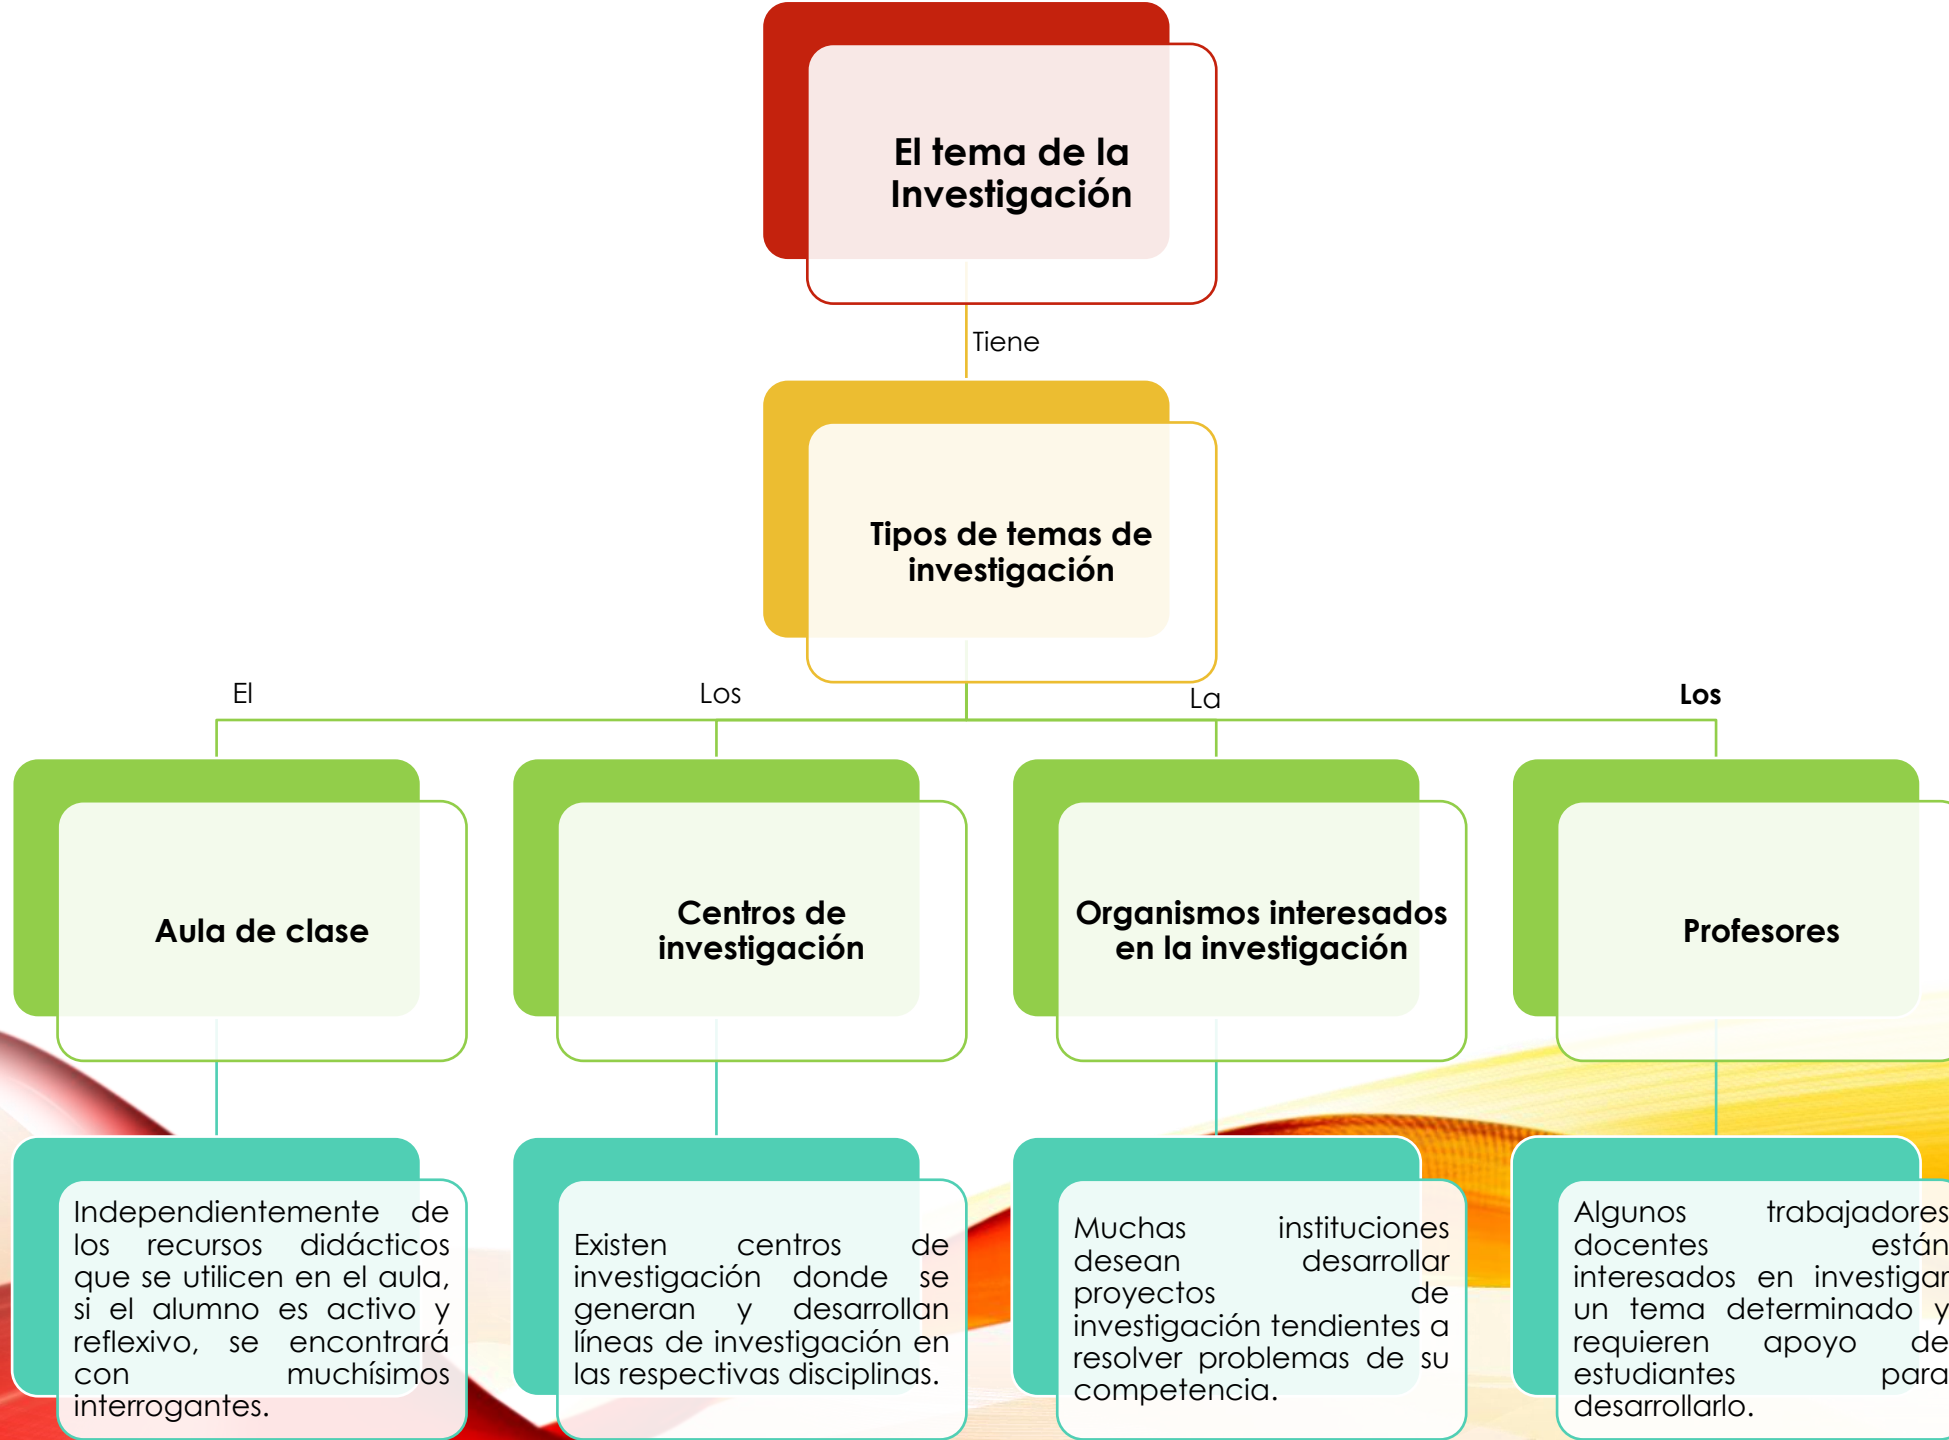 El tema de la
Investigación
Tiene
Tipos de temas de
investigación
El
Los
La
Los
Aula de clase
Centros de
investigación
Organismos interesados
en la investigación
Profesores
Independientemente de
los recursos didácticos
que se utilicen en el aula,
si el alumno es activo y
reflexivo, se encontrará
con muchísimos
interrogantes.
Existen centros de
investigación donde se
generan y desarrollan
líneas de investigación en
las respectivas disciplinas.
Muchas instituciones
desean desarrollar
proyectos de
investigación tendientes a
resolver problemas de su
competencia.
Algunos trabajadores
docentes están
interesados en investigar
un tema determinado y
requieren apoyo de
estudiantes para
desarrollarlo.